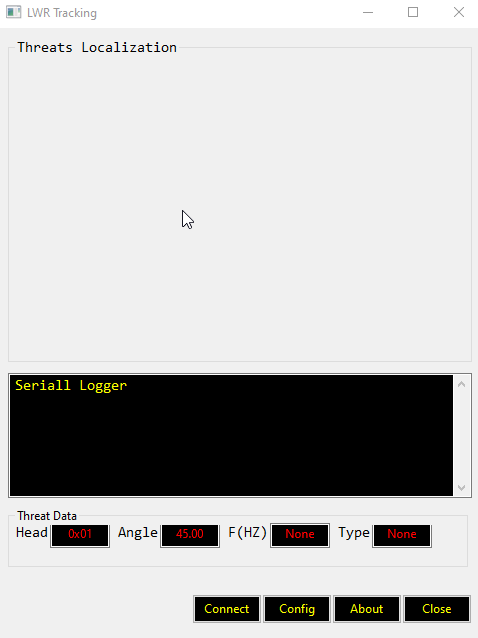 LWR Tracking
Threats Localization
Seriall Logger
Threat Data
Head 0x01 Angle 45.00 F(HZ) None Type None
Connect Config About Close